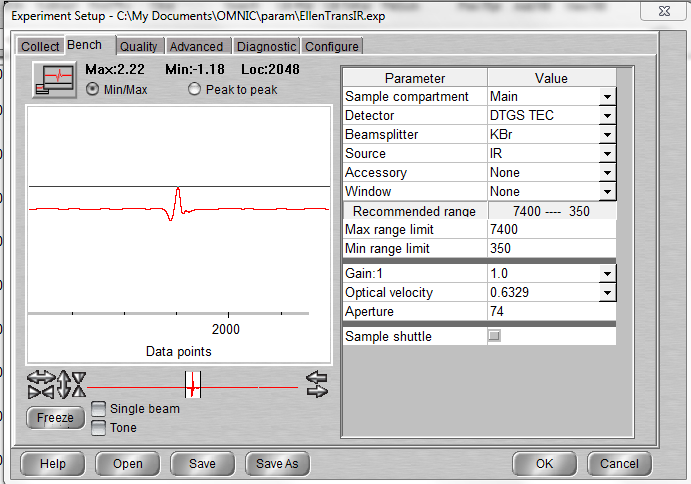 Experiment Setup - C:\My Documents\OMNIC\param\EllenTransIR.exp
Collect Bench Quality Advanced Diagnostic Configure
Max:2.22 Min:-1.18 Loc:2048
Min/Max Peak to peak
2000
Data points
Freeze
Single beam
Tone
Parameter Value
Sample compartment Main
Detector DTGS TEC
Beamsplitter KBr
Source IR
Accessory None
Window None
Recommended range 7400 ---- 350
Max range limit 7400
Min range limit 350
Gain:1 1.0
Optical velocity 0.6329
Aperture 74
Sample shuttle
Help Open Save Save As OK Cancel